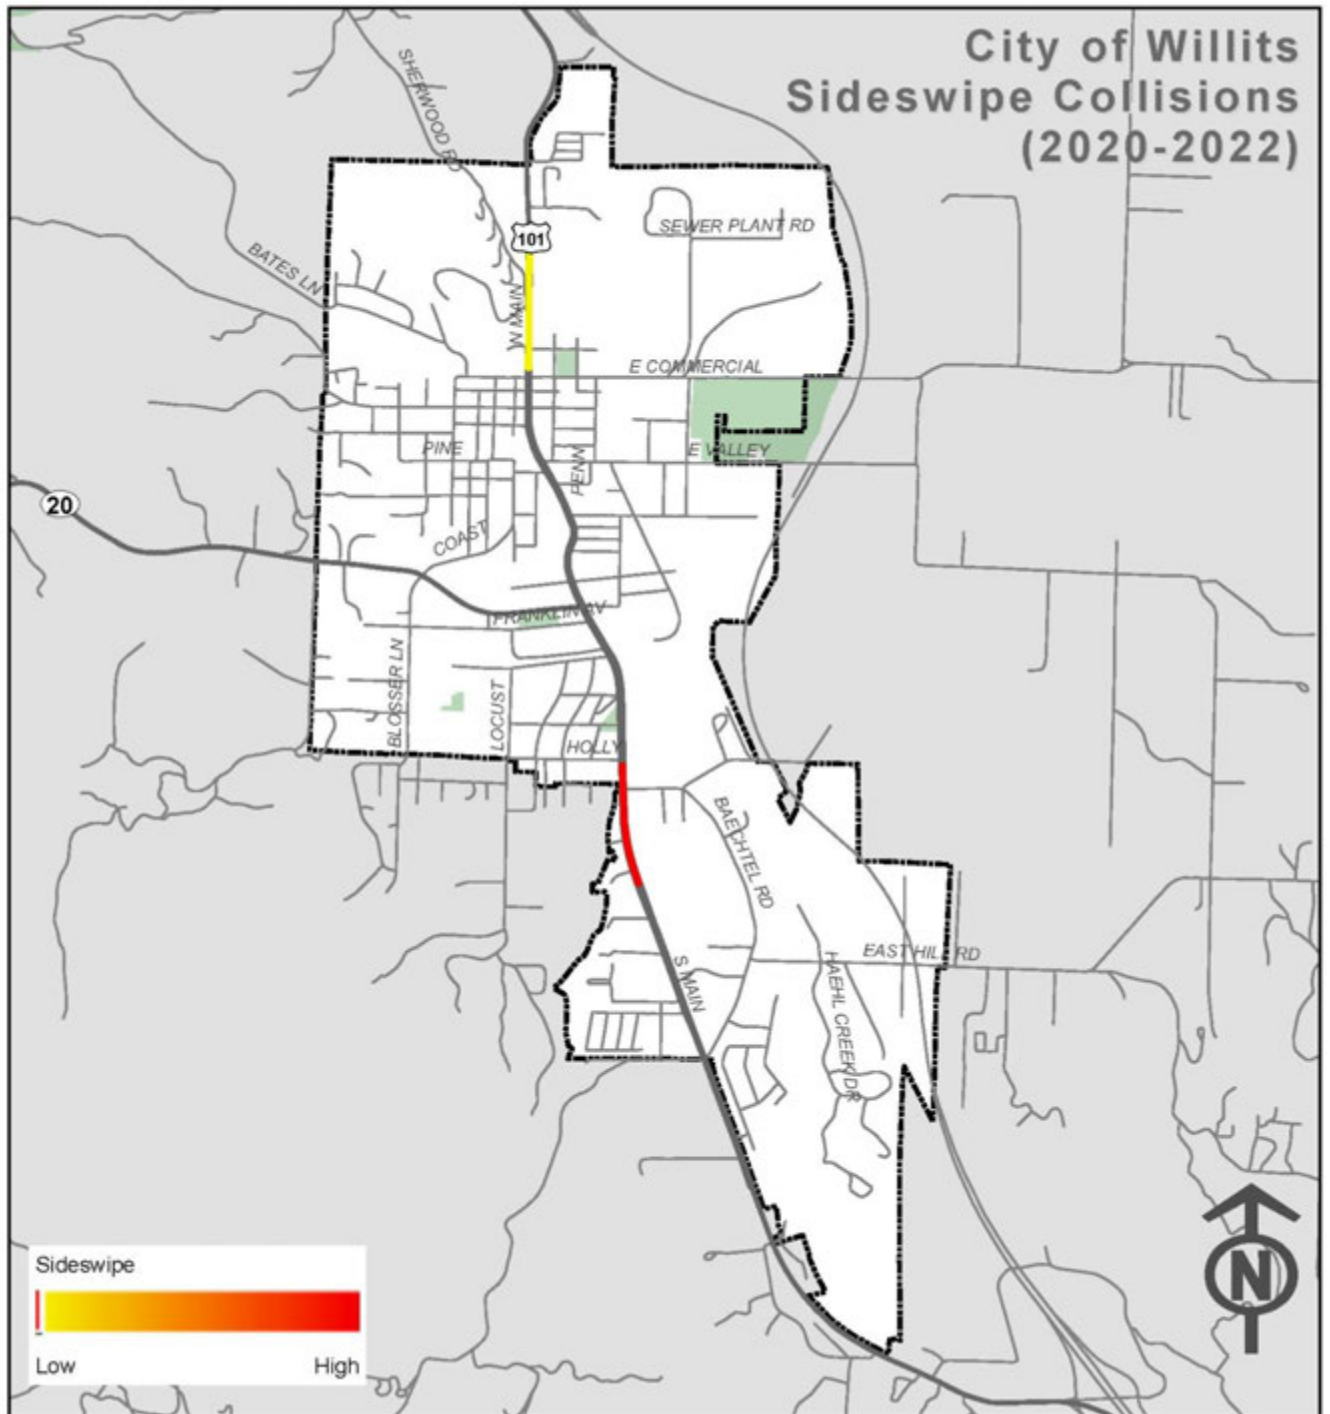 City of Willits
Sideswipe Collisions
(2020-2022)
SHERWOOD RD
101
SEWER PLANT RD
BATES LN
N MAIN
E COMMERCIAL
PINE
PENN
E VALLEY
20
COAST
FRANKLIN AV
BLOSSER LN
LOCUST
HOLLY
BAECHTEL RD
S MAIN
EAST HILL RD
HAEHL CREEK DR
Sideswipe
Low High
N